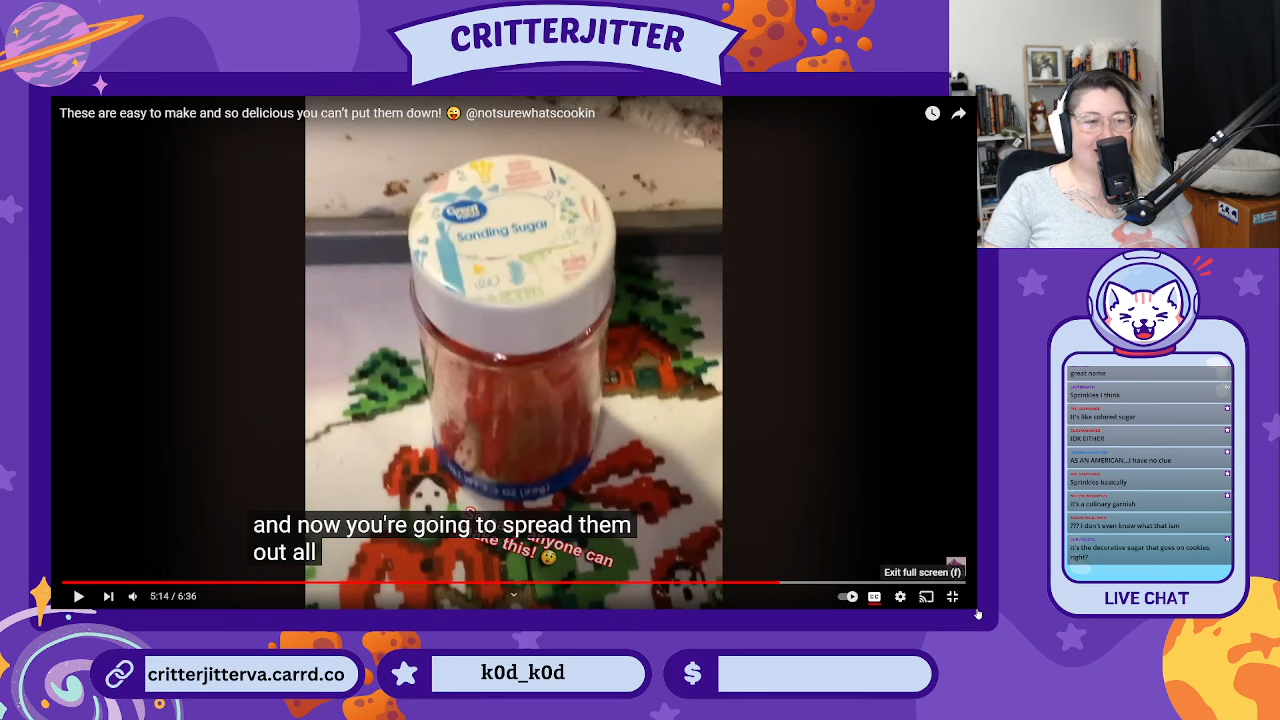 CRITTERJITTER
These are easy to make and so delicious you can't put them down! 😜 @notsurewhatscookin
Great Value
Sanding Sugar
and now you're going to spread them
out all
anyone can
ake this! 🤢
Exit full screen (f)
5:14 / 6:36
CC
great name
Sprinkles I think
It's like colored sugar
IDK EITHER
AS AN AMERICAN...I have no clue
Sprinkles basically
it's a culinary garnish
??? I don't even know what that ism
it's the decorative sugar that goes on cookies,
right?
LIVE CHAT
critterjitterva.carrd.co
k0d_k0d
$